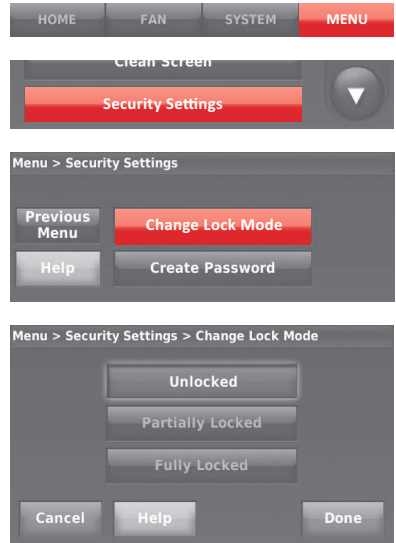 HOME FAN SYSTEM MENU
Clean Screen
Security Settings
Menu > Security Settings
Previous
Menu
Change Lock Mode
Help Create Password
Menu > Security Settings > Change Lock Mode
Unlocked
Partially Locked
Fully Locked
Cancel Help Done